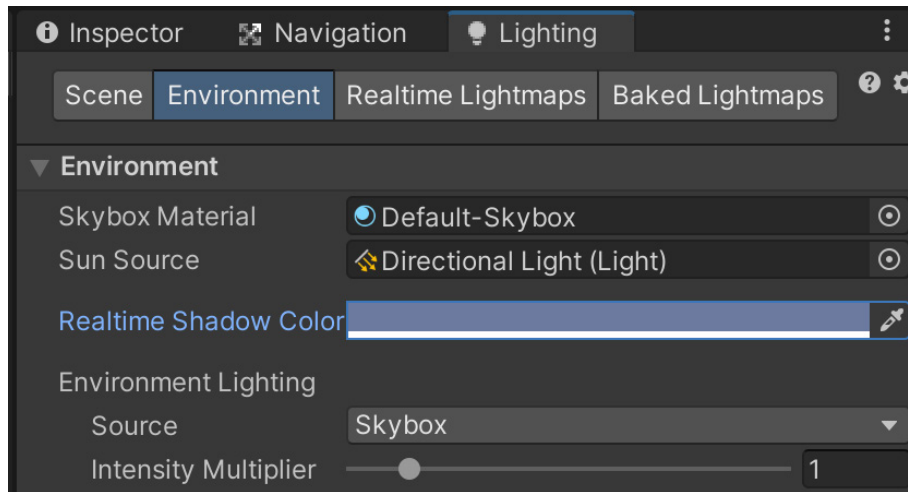 Inspector Navigation Lighting
Scene Environment Realtime Lightmaps Baked Lightmaps
Environment
Skybox Material Default-Skybox
Sun Source Directional Light (Light)
Realtime Shadow Color
Environment Lighting
Source Skybox
Intensity Multiplier 1